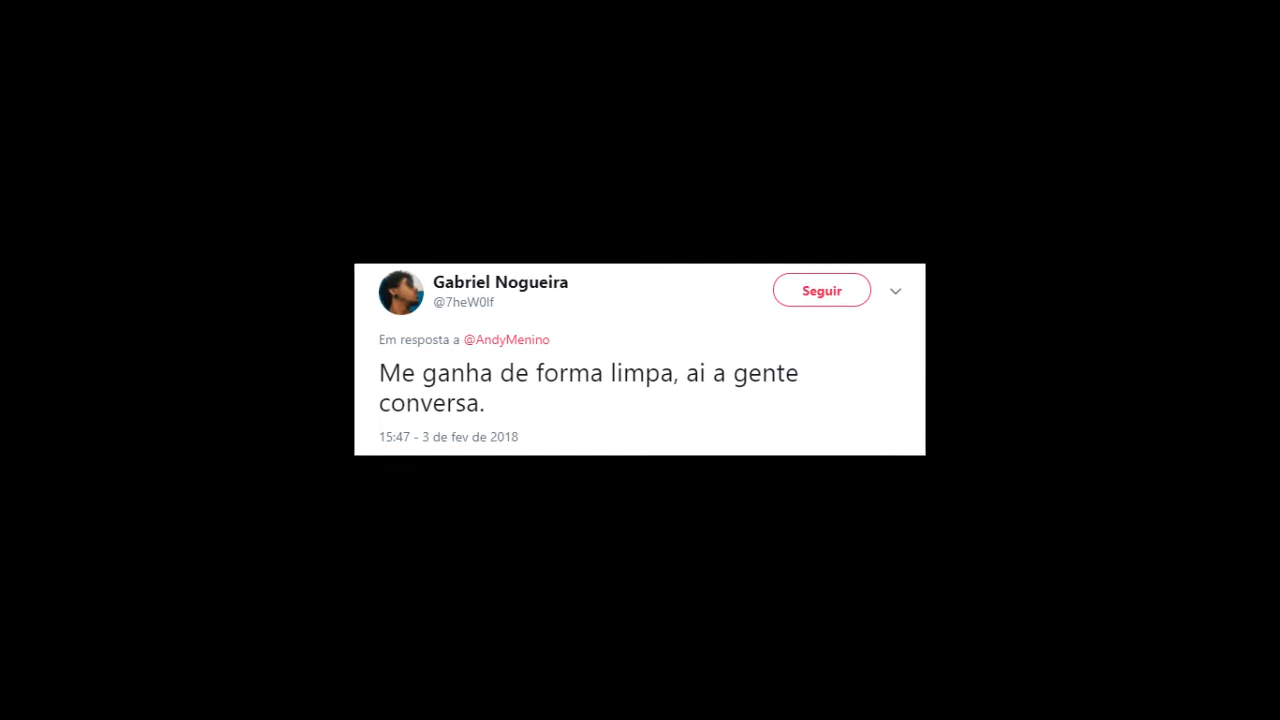 Gabriel Nogueira
@7heW0lf
Seguir
Em resposta a @AndyMenino
Me ganha de forma limpa, ai a gente
conversa.
15:47 - 3 de fev de 2018